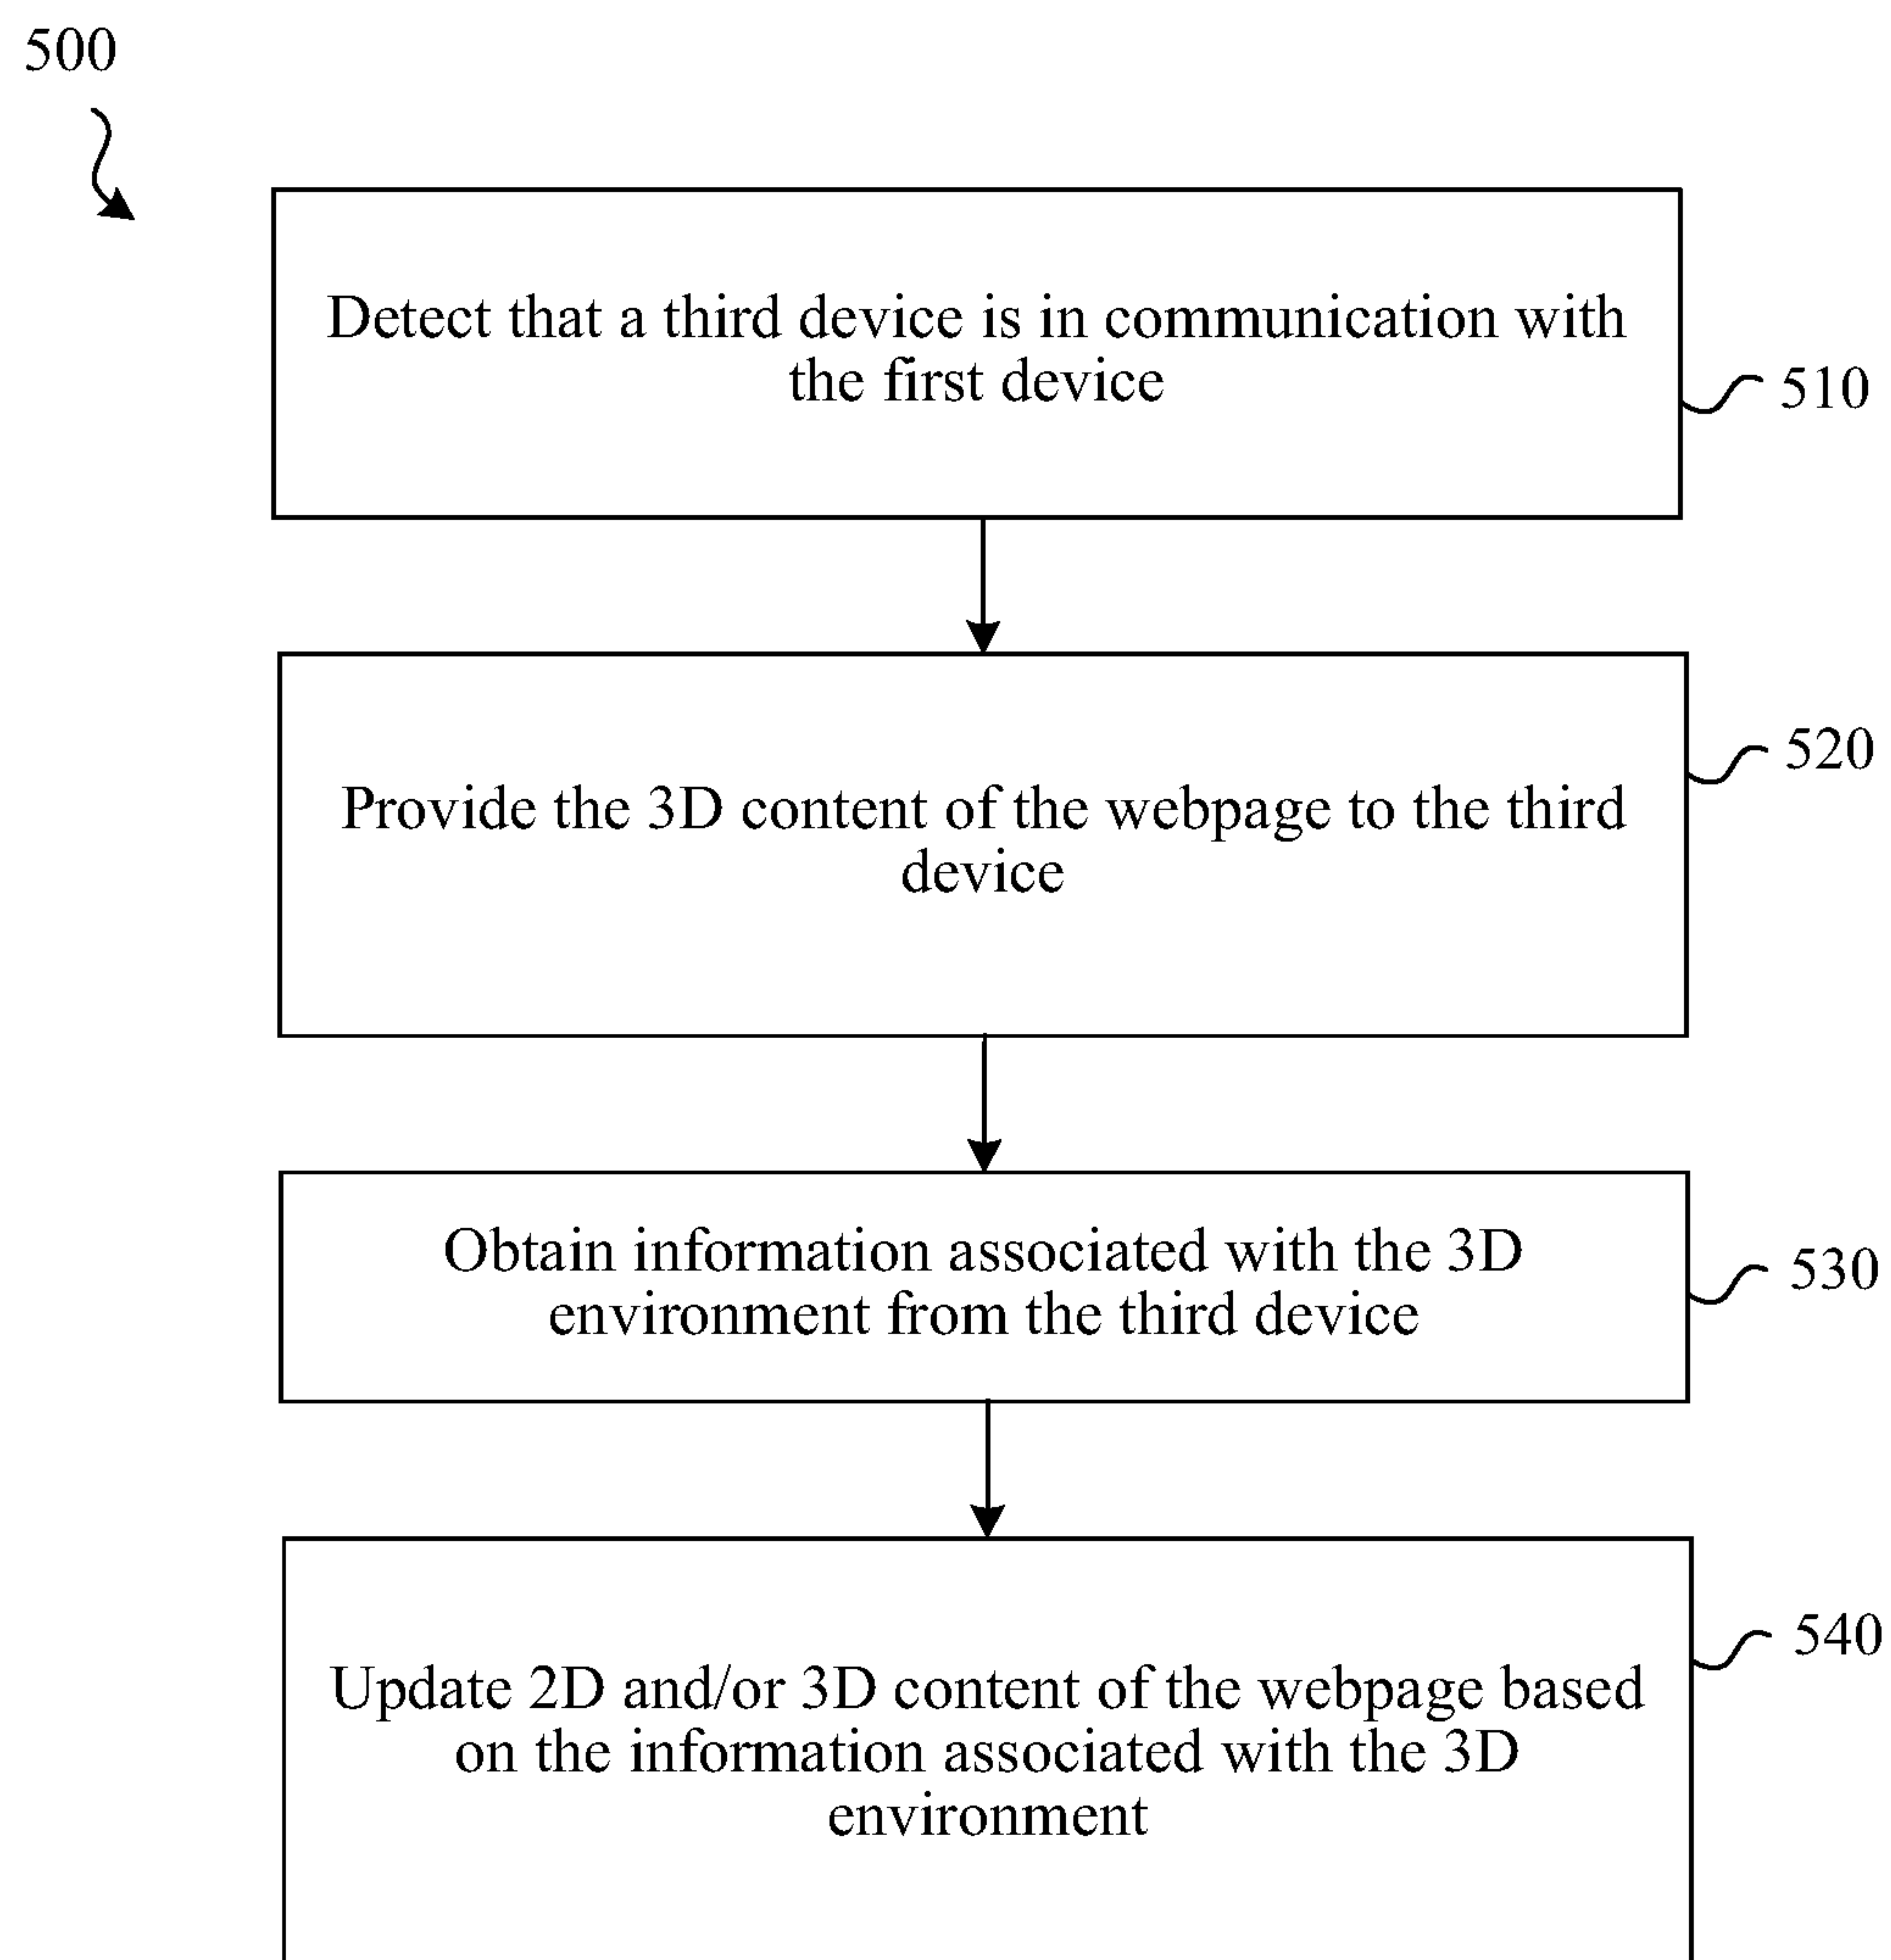 500
Detect that a third device is in communication with
the first device
510
Provide the 3D content of the webpage to the third
device
520
Obtain information associated with the 3D
environment from the third device
530
Update 2D and/or 3D content of the webpage based
on the information associated with the 3D
environment
540